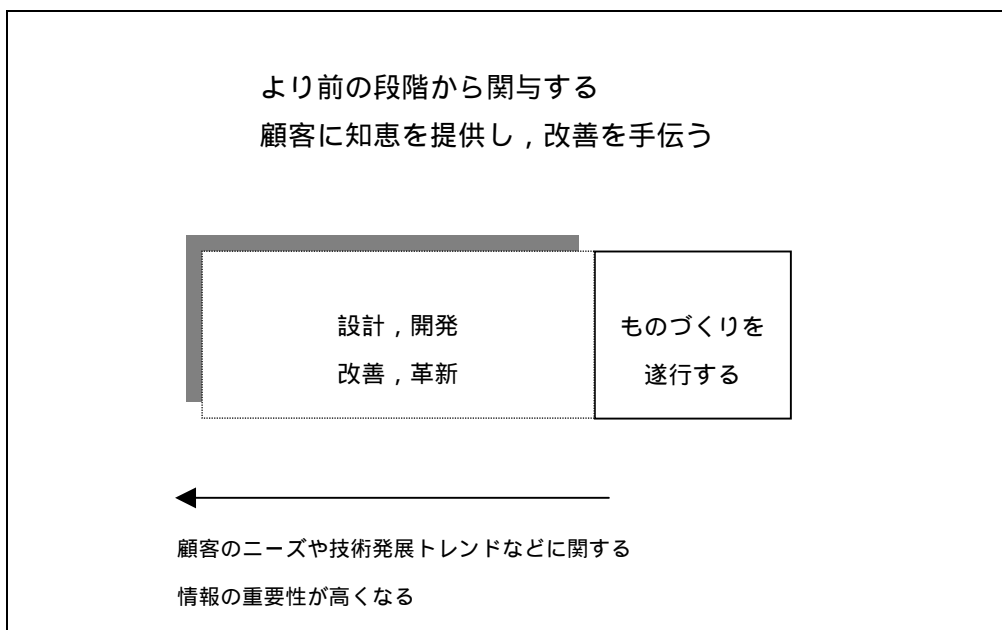 より前の段階から関与する
顧客に知恵を提供し，改善を手伝う
設計，開発
改善，革新
ものづくりを
遂行する
顧客のニーズや技術発展トレンドなどに関する
情報の重要性が高くなる